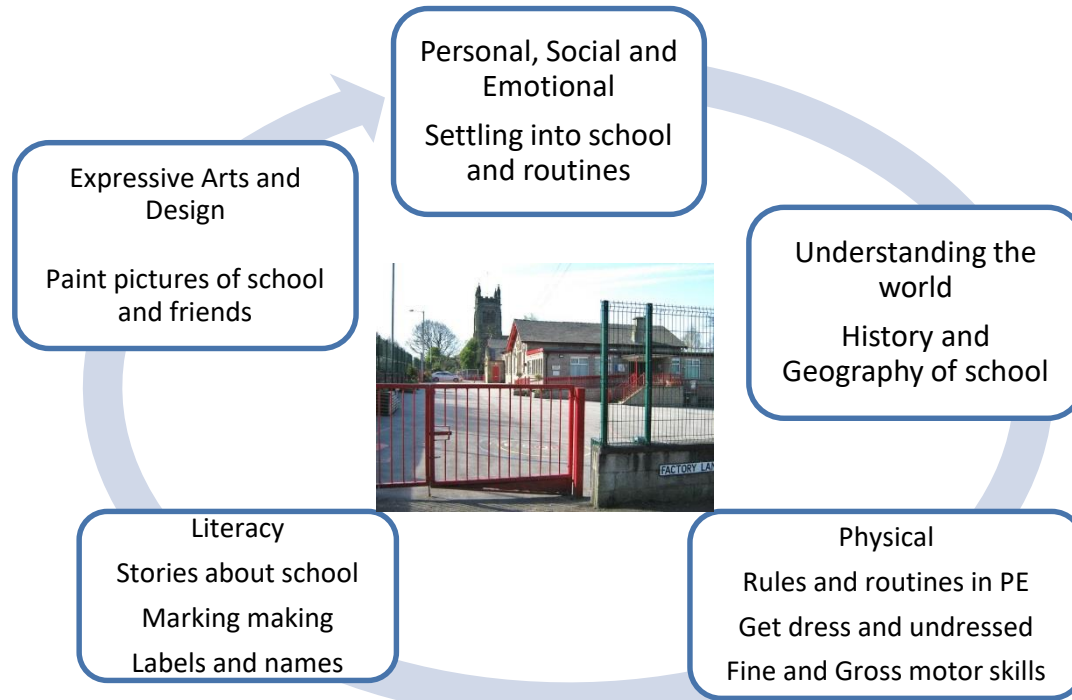 Personal, Social and
Emotional
Settling into school
and routines
Understanding the
world
History and
Geography of school
Physical
Rules and routines in PE
Get dress and undressed
Fine and Gross motor skills
Literacy
Stories about school
Marking making
Labels and names
Expressive Arts and
Design
Paint pictures of school
and friends
FACTORY LAN